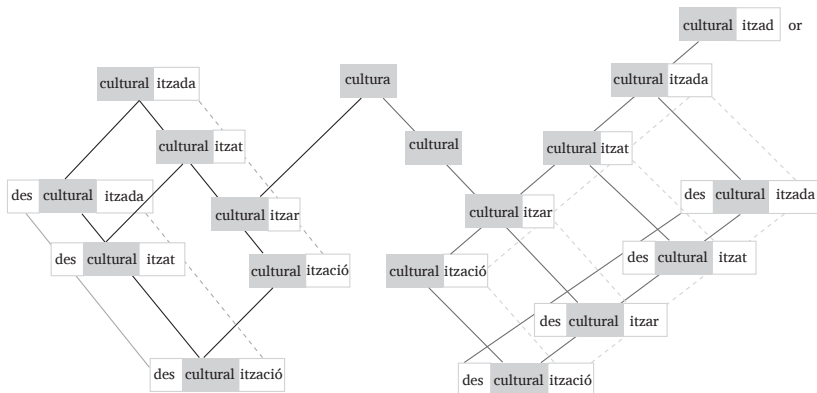 cultural itzad or
cultural itzada
cultura
cultural itzada
cultural itzat
cultural
cultural itzat
des cultural itzada
des cultural itzada
cultural itzar
cultural itzar
des cultural itzat
des cultural itzat
cultural ització
cultural ització
des cultural itzar
des cultural ització
des cultural ització